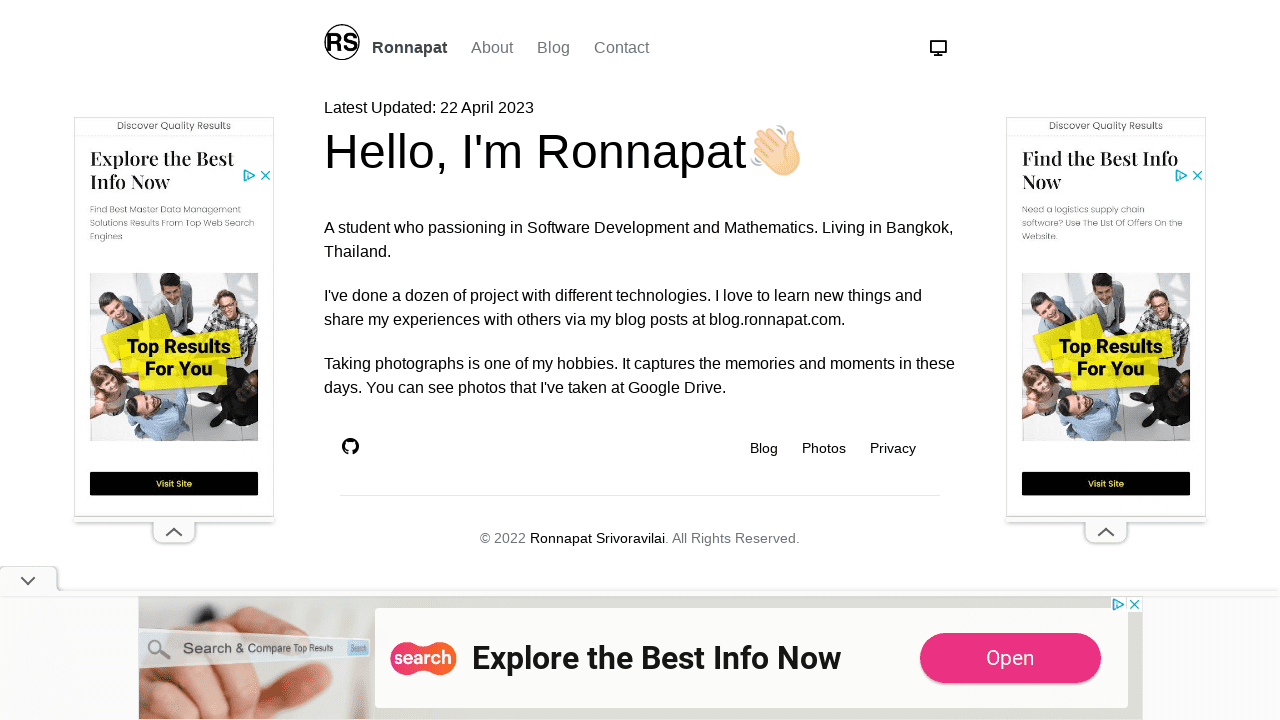 RS Ronnapat About Blog Contact
Latest Updated: 22 April 2023
Hello, I'm Ronnapat
A student who passioning in Software Development and Mathematics. Living in Bangkok,
Thailand.
I've done a dozen of project with different technologies. I love to learn new things and
share my experiences with others via my blog posts at blog.ronnapat.com.
Taking photographs is one of my hobbies. It captures the memories and moments in these
days. You can see photos that I've taken at Google Drive.
Blog Photos Privacy
© 2022 Ronnapat Srivoravilai. All Rights Reserved.
Discover Quality Results
Explore the Best
Info Now
Find Best Master Data Management
Solutions Results From Top Web Search
Engines
Top Results
For You
Visit Site
Discover Quality Results
Find the Best Info
Now
Need a logistics supply chain
software? Use The List Of Offers On the
Website.
Top Results
For You
Visit Site
Search & Compare Top Results Search
search Explore the Best Info Now Open